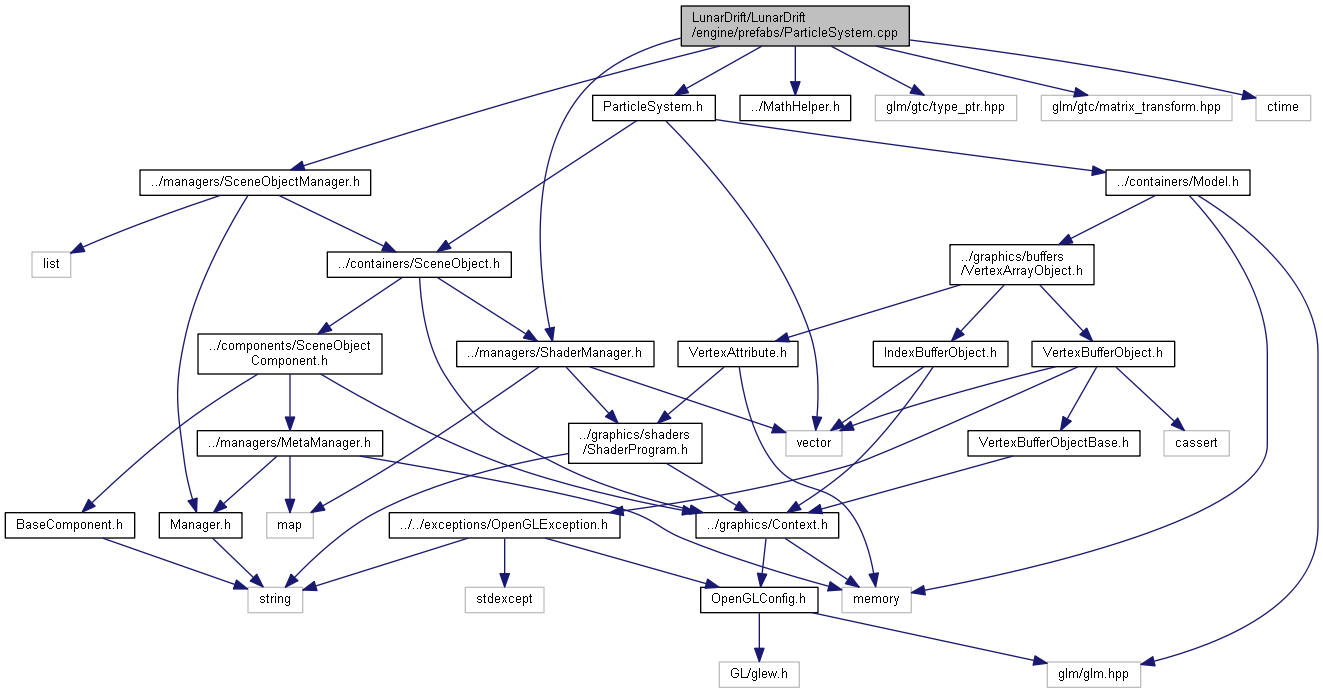 LunarDrift/LunarDrift
/engine/prefabs/ParticleSystem.cpp
ParticleSystem.h
../MathHelper.h
glm/gtc/type_ptr.hpp
glm/gtc/matrix_transform.hpp
ctime
../managers/SceneObjectManager.h
../containers/Model.h
list
../containers/SceneObject.h
../graphics/buffers
/VertexArrayObject.h
../components/SceneObject
Component.h
../managers/ShaderManager.h
VertexAttribute.h
IndexBufferObject.h
VertexBufferObject.h
../managers/MetaManager.h
../graphics/shaders
/ShaderProgram.h
vector
VertexBufferObjectBase.h
cassert
BaseComponent.h
Manager.h
map
../../exceptions/OpenGLException.h
../graphics/Context.h
string
stdexcept
OpenGLConfig.h
memory
GL/glew.h
glm/glm.hpp